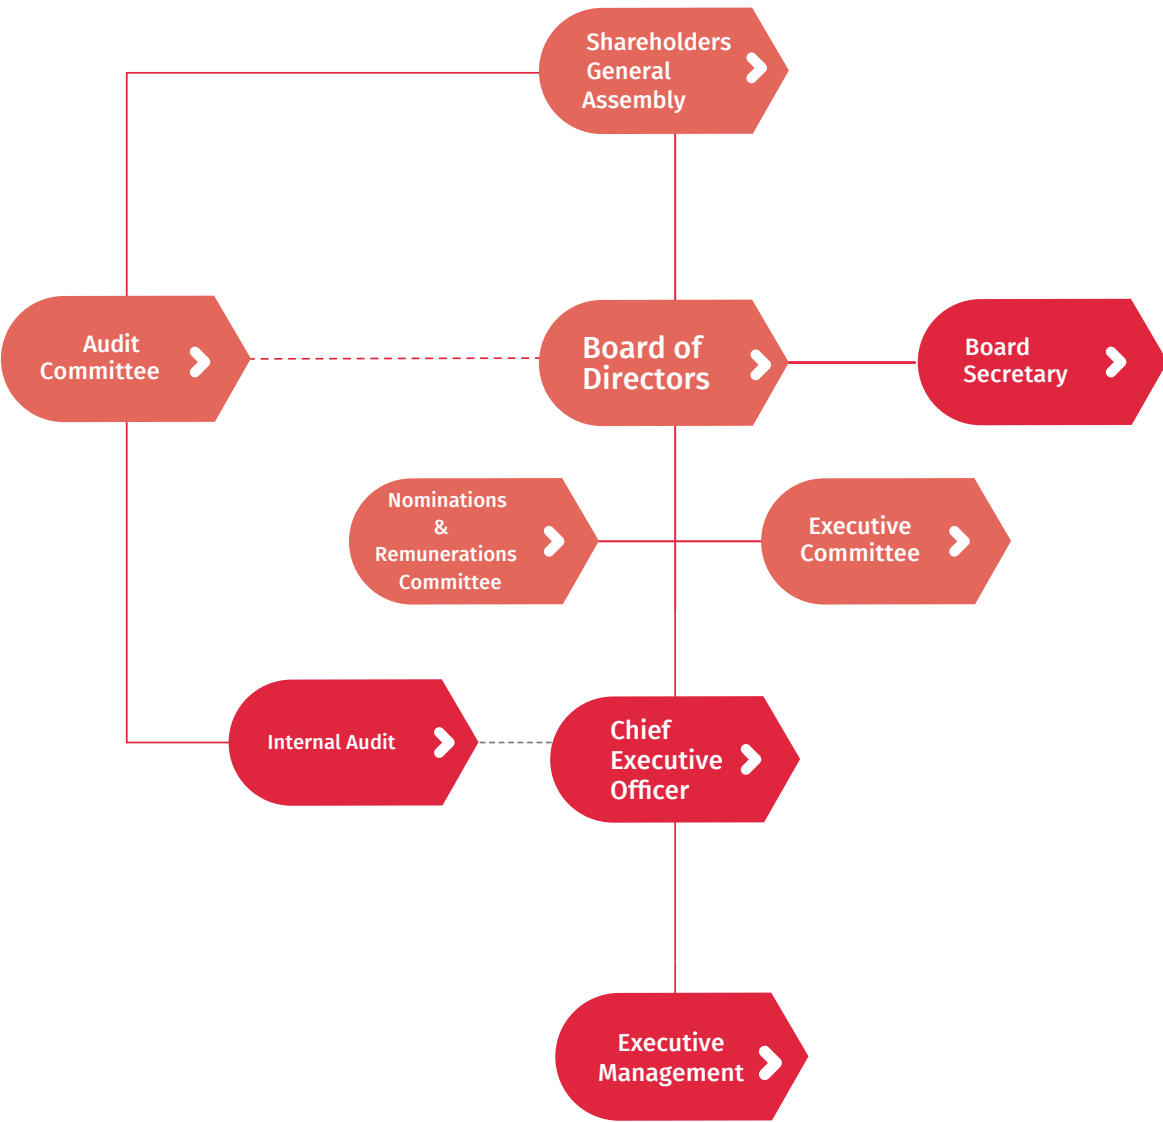 Shareholders
General
Assembly
Audit
Committee
Board of
Directors
Board
Secretary
Nominations
&
Remunerations
Committee
Executive
Committee
Internal Audit
Chief
Executive
Officer
Executive
Management